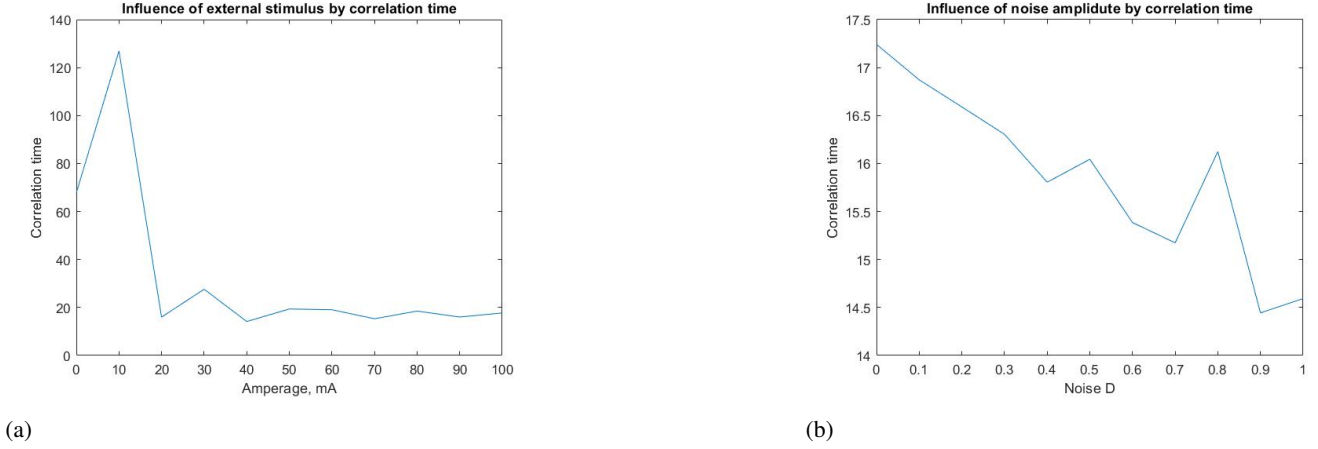 Influence of external stimulus by correlation time
140
120
100
80
60
40
20
0
Correlation time
0 10 20 30 40 50 60 70 80 90 100
Amperage, mA
(a)
Influence of noise amplidute by correlation time
17.5
17
16.5
16
15.5
15
14.5
14
Correlation time
0 0.1 0.2 0.3 0.4 0.5 0.6 0.7 0.8 0.9 1
Noise D
(b)